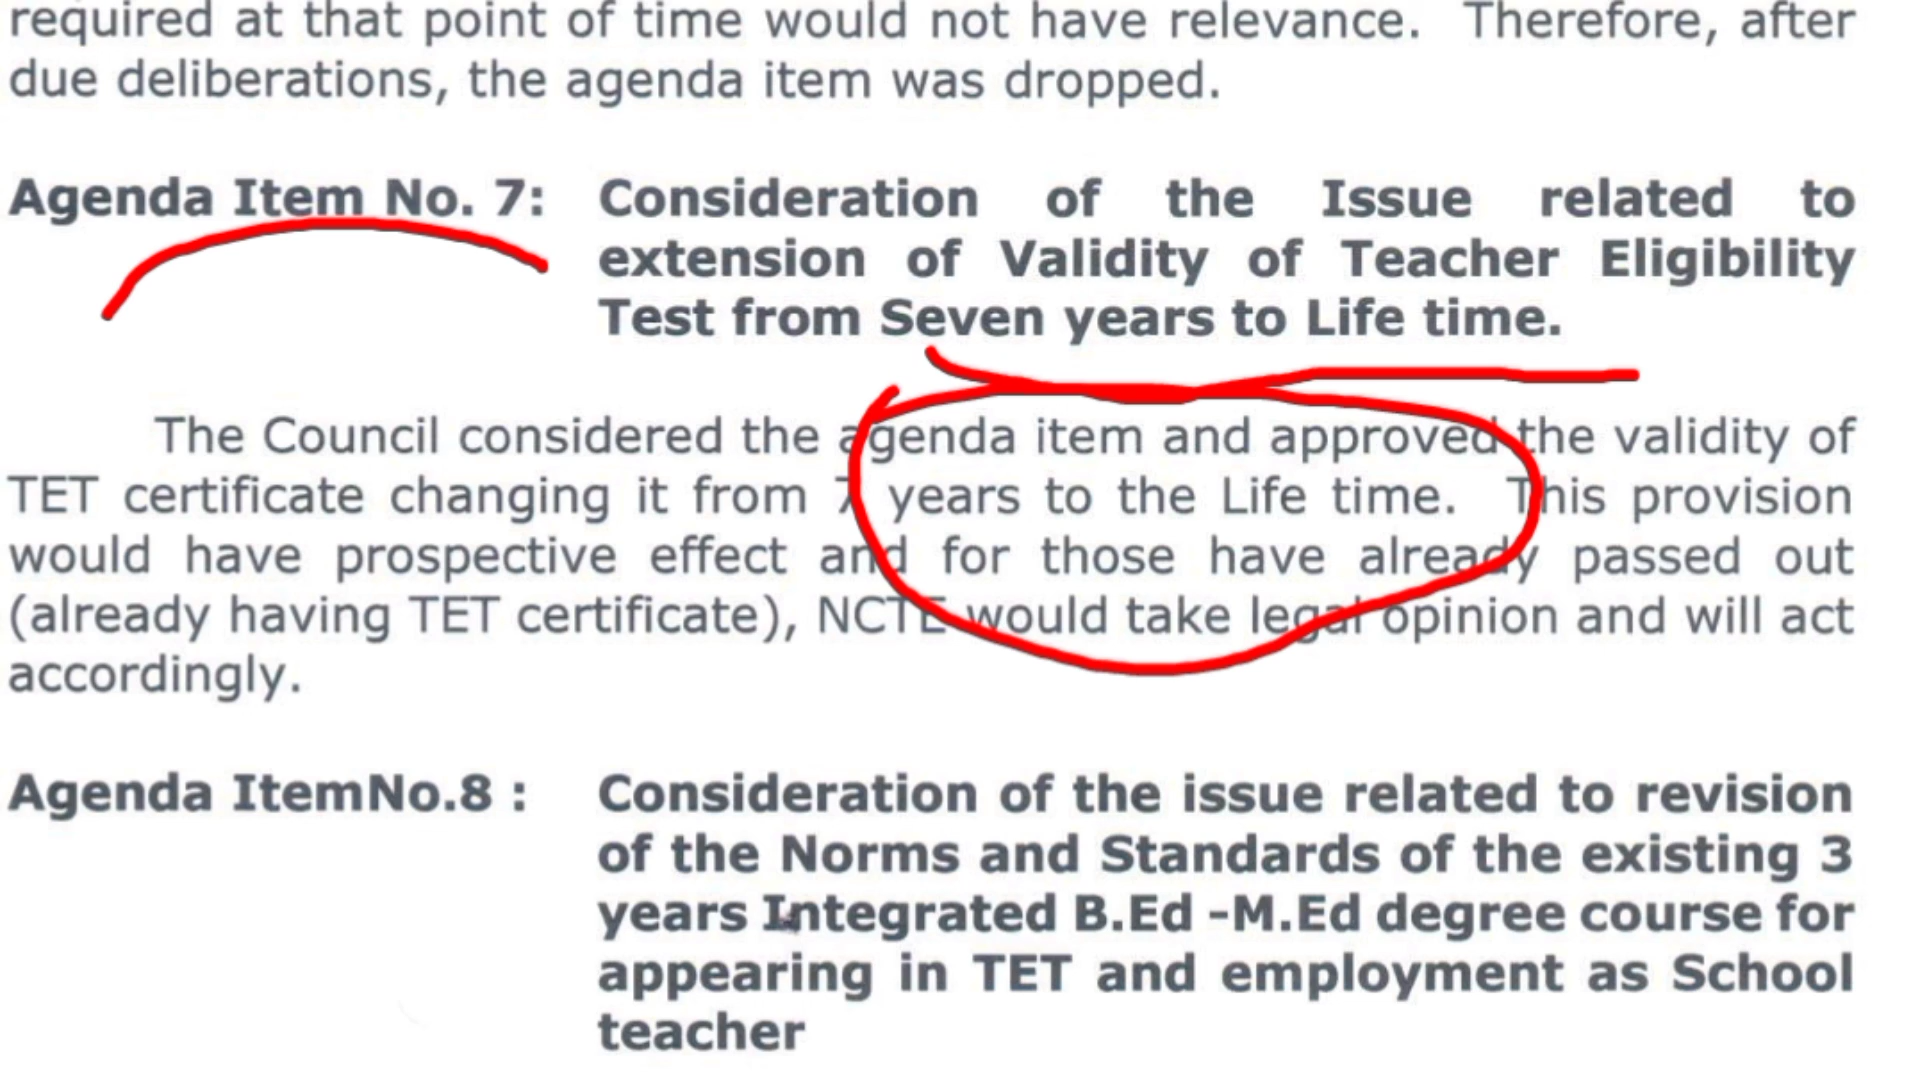 required at that point of time would not have relevance. Therefore, after
due deliberations, the agenda item was dropped.
Agenda Item No. 7: Consideration of the Issue related to
extension of Validity of Teacher Eligibility
Test from Seven years to Life time.
The Council considered the agenda item and approved the validity of
TET certificate changing it from 7 years to the Life time. This provision
would have prospective effect and for those have already passed out
(already having TET certificate), NCTE would take legal opinion and will act
accordingly.
Agenda ItemNo.8 : Consideration of the issue related to revision
of the Norms and Standards of the existing 3
years Integrated B.Ed -M.Ed degree course for
appearing in TET and employment as School
teacher